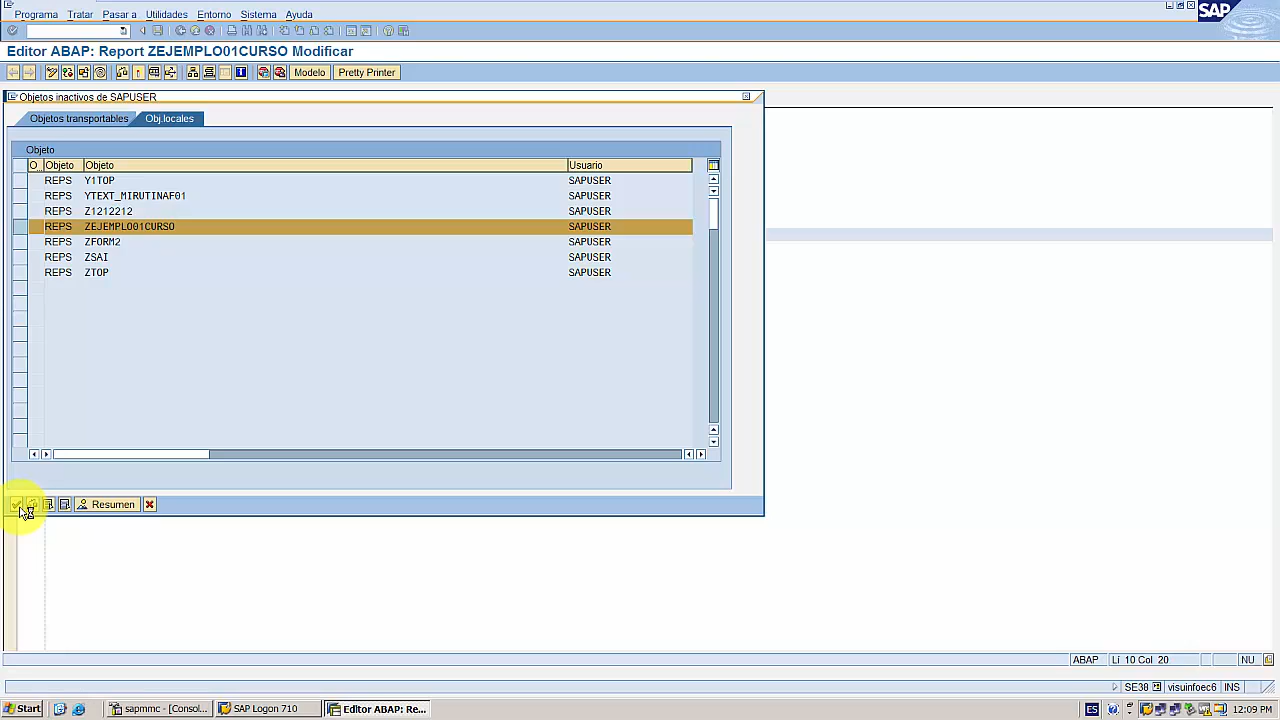 Programa Tratar Pasar a Utilidades Entorno Sistema Ayuda
SAP
Editor ABAP: Report ZEJEMPLO01CURSO Modificar
Modelo Pretty Printer
Objetos inactivos de SAPUSER
Objetos transportables Obj.locales
Objeto
O.. Objeto Objeto Usuario
REPS Y1TOP SAPUSER
REPS YTEXT_MIRUTINAF01 SAPUSER
REPS Z1212212 SAPUSER
REPS ZEJEMPLO01CURSO SAPUSER
REPS ZFORM2 SAPUSER
REPS ZSAI SAPUSER
REPS ZTOP SAPUSER
Resumen
ABAP Li 10 Col 20 NU
SE38 visuinfoec6 INS
Start sapmmc - [Consol... SAP Logon 710 Editor ABAP: Re... ES 12:09 PM